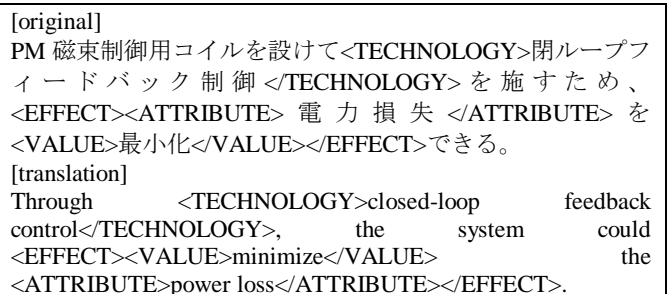 [original]
PM 磁束制御用コイルを設けて<TECHNOLOGY>閉ループフ
ィードバック制御</TECHNOLOGY>を施すため、
<EFFECT><ATTRIBUTE>電力損失</ATTRIBUTE>を
<VALUE>最小化</VALUE></EFFECT>できる。
[translation]
Through <TECHNOLOGY>closed-loop feedback
control</TECHNOLOGY>, the system could
<EFFECT><VALUE>minimize</VALUE> the
<ATTRIBUTE>power loss</ATTRIBUTE></EFFECT>.